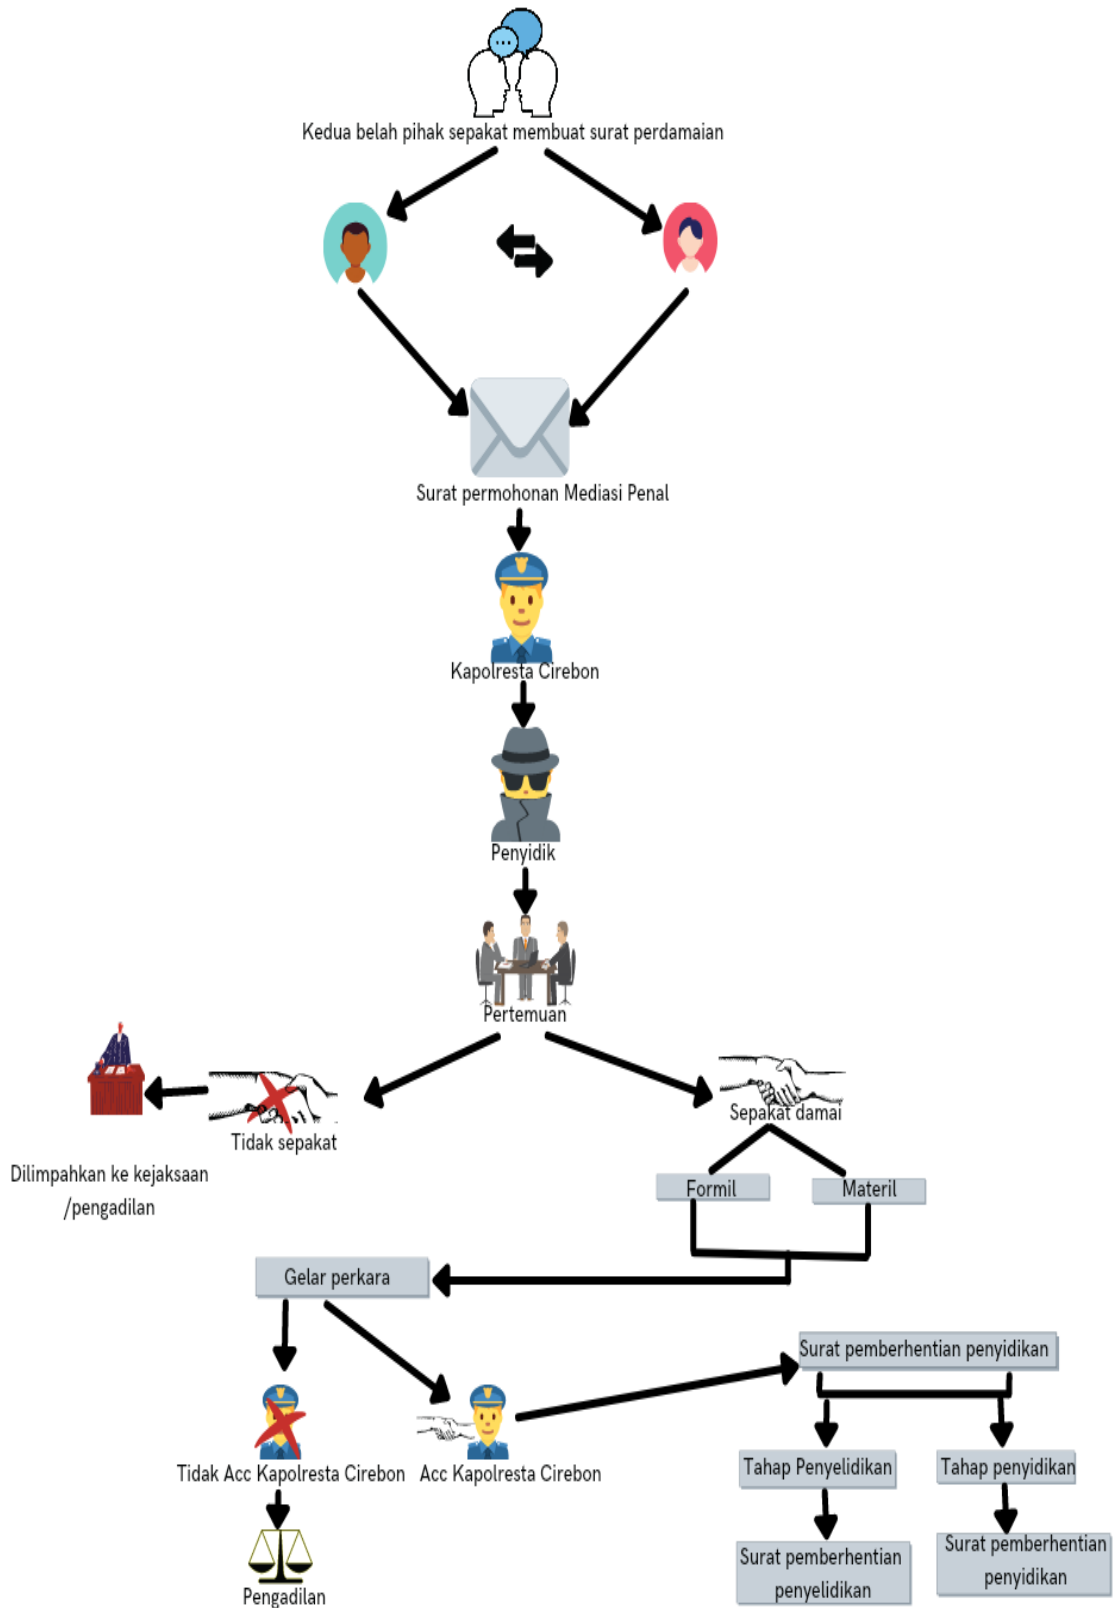 Kedua belah pihak sepakat membuat surat perdamaian
Surat permohonan Mediasi Penal
Kapolresta Cirebon
Penyidik
Pertemuan
Tidak sepakat
Sepakat damai
Dilimpahkan ke kejaksaan
/pengadilan
Formil
Materil
Gelar perkara
Surat pemberhentian penyidikan
Tidak Acc Kapolresta Cirebon
Acc Kapolresta Cirebon
Tahap Penyelidikan
Tahap penyidikan
Surat pemberhentian
penyelidikan
Surat pemberhentian
penyidikan
Pengadilan